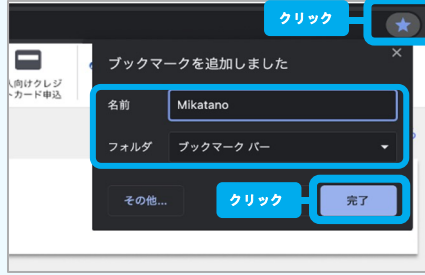 クリック
人向けクレジ
トカード申込
ブックマークを追加しました
名前 Mikatano
フォルダ ブックマーク バー
その他... クリック 完了